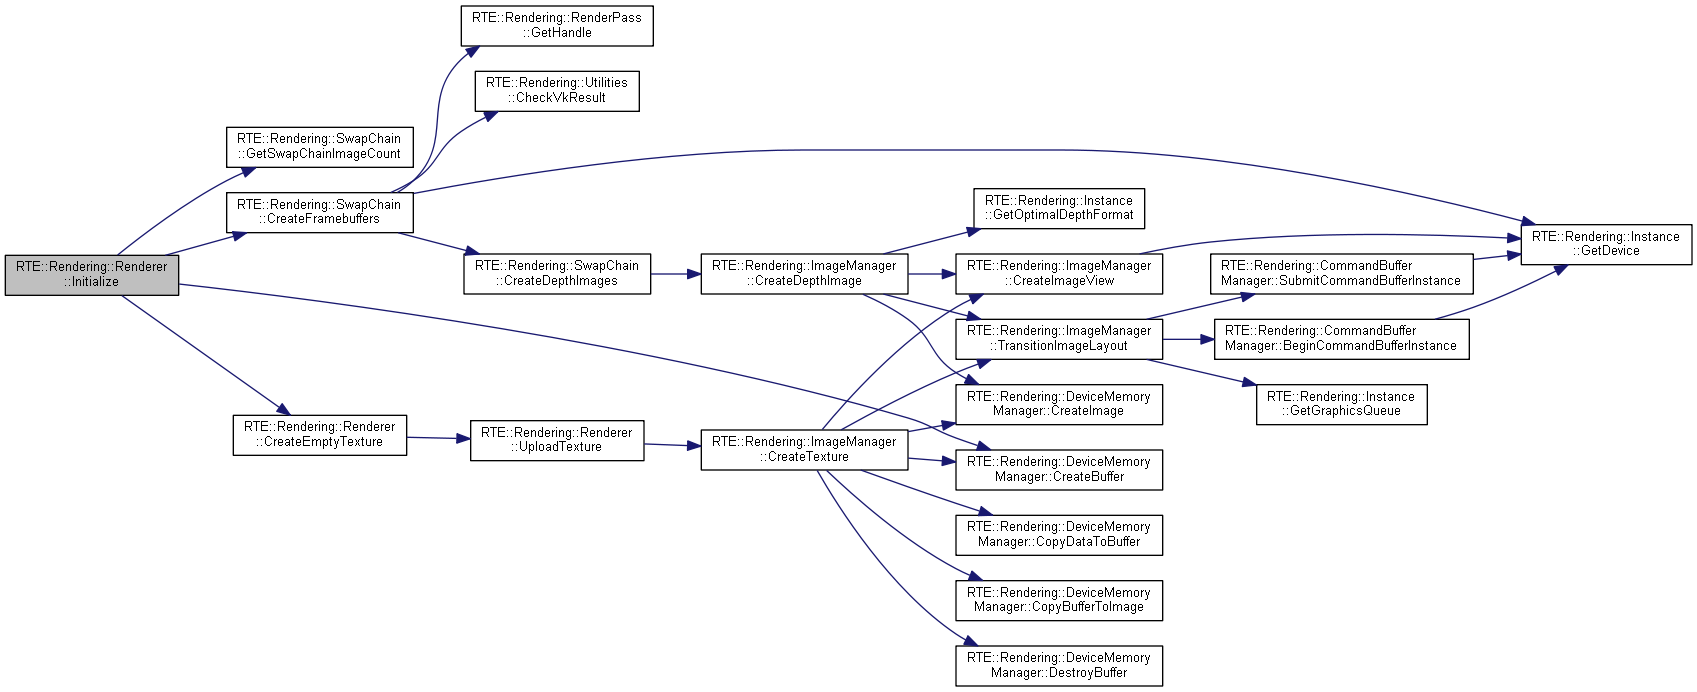 RTE::Rendering::RenderPass
::GetHandle
RTE::Rendering::Utilities
::CheckVkResult
RTE::Rendering::SwapChain
::GetSwapChainImageCount
RTE::Rendering::SwapChain
::CreateFramebuffers
RTE::Rendering::Instance
::GetOptimalDepthFormat
RTE::Rendering::Instance
::GetDevice
RTE::Rendering::Renderer
::Initialize
RTE::Rendering::SwapChain
::CreateDepthImages
RTE::Rendering::ImageManager
::CreateDepthImage
RTE::Rendering::ImageManager
::CreateImageView
RTE::Rendering::CommandBuffer
Manager::SubmitCommandBufferInstance
RTE::Rendering::ImageManager
::TransitionImageLayout
RTE::Rendering::CommandBuffer
Manager::BeginCommandBufferInstance
RTE::Rendering::DeviceMemory
Manager::CreateImage
RTE::Rendering::Instance
::GetGraphicsQueue
RTE::Rendering::Renderer
::CreateEmptyTexture
RTE::Rendering::Renderer
::UploadTexture
RTE::Rendering::ImageManager
::CreateTexture
RTE::Rendering::DeviceMemory
Manager::CreateBuffer
RTE::Rendering::DeviceMemory
Manager::CopyDataToBuffer
RTE::Rendering::DeviceMemory
Manager::CopyBufferToImage
RTE::Rendering::DeviceMemory
Manager::DestroyBuffer